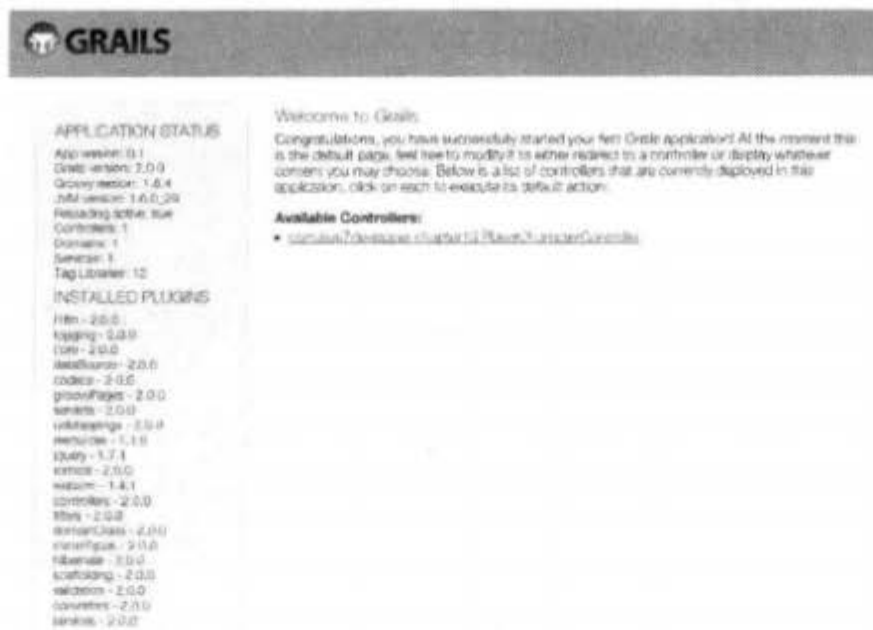 GRAILS
APPLICATION STATUS
App version: 0.1
Grails version: 2.0.0
Groovy version: 1.8.4
JVM version: 1.6.0_29
Reloading active: true
Controllers: 1
Domains: 1
Services: 1
Tag Libraries: 12
INSTALLED PLUGINS
i18n - 2.0.0
logging - 2.0.0
core - 2.0.0
dataSource - 2.0.0
codecs - 2.0.0
groovyPages - 2.0.0
servlets - 2.0.0
urlMappings - 2.0.0
jquery - 1.7.1
controllers - 2.0.0
filters - 2.0.0
domainClass - 2.0.0
mimeTypes - 2.0.0
hibernate - 2.0.0
scaffolding - 2.0.0
validation - 2.0.0
converters - 2.0.0
services - 2.0.0
Welcome to Grails
Congratulations, you have successfully started your first Grails application! At the moment this
is the default page, feel free to modify it to either redirect to a controller or display whatever
content you may choose. Below is a list of controllers that are currently deployed in this
application, click on each to execute its default action:
Available Controllers: